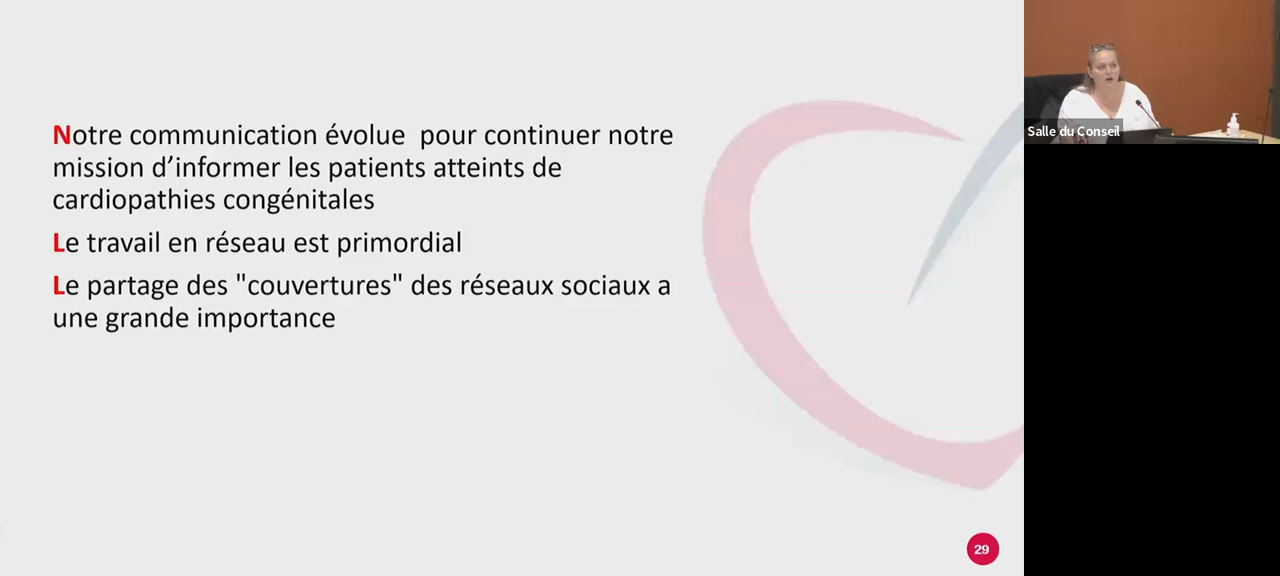 Notre communication évolue  pour continuer notre
mission d’informer les patients atteints de
cardiopathies congénitales
Le travail en réseau est primordial
Le partage des "couvertures" des réseaux sociaux a
une grande importance
29
Salle du Conseil